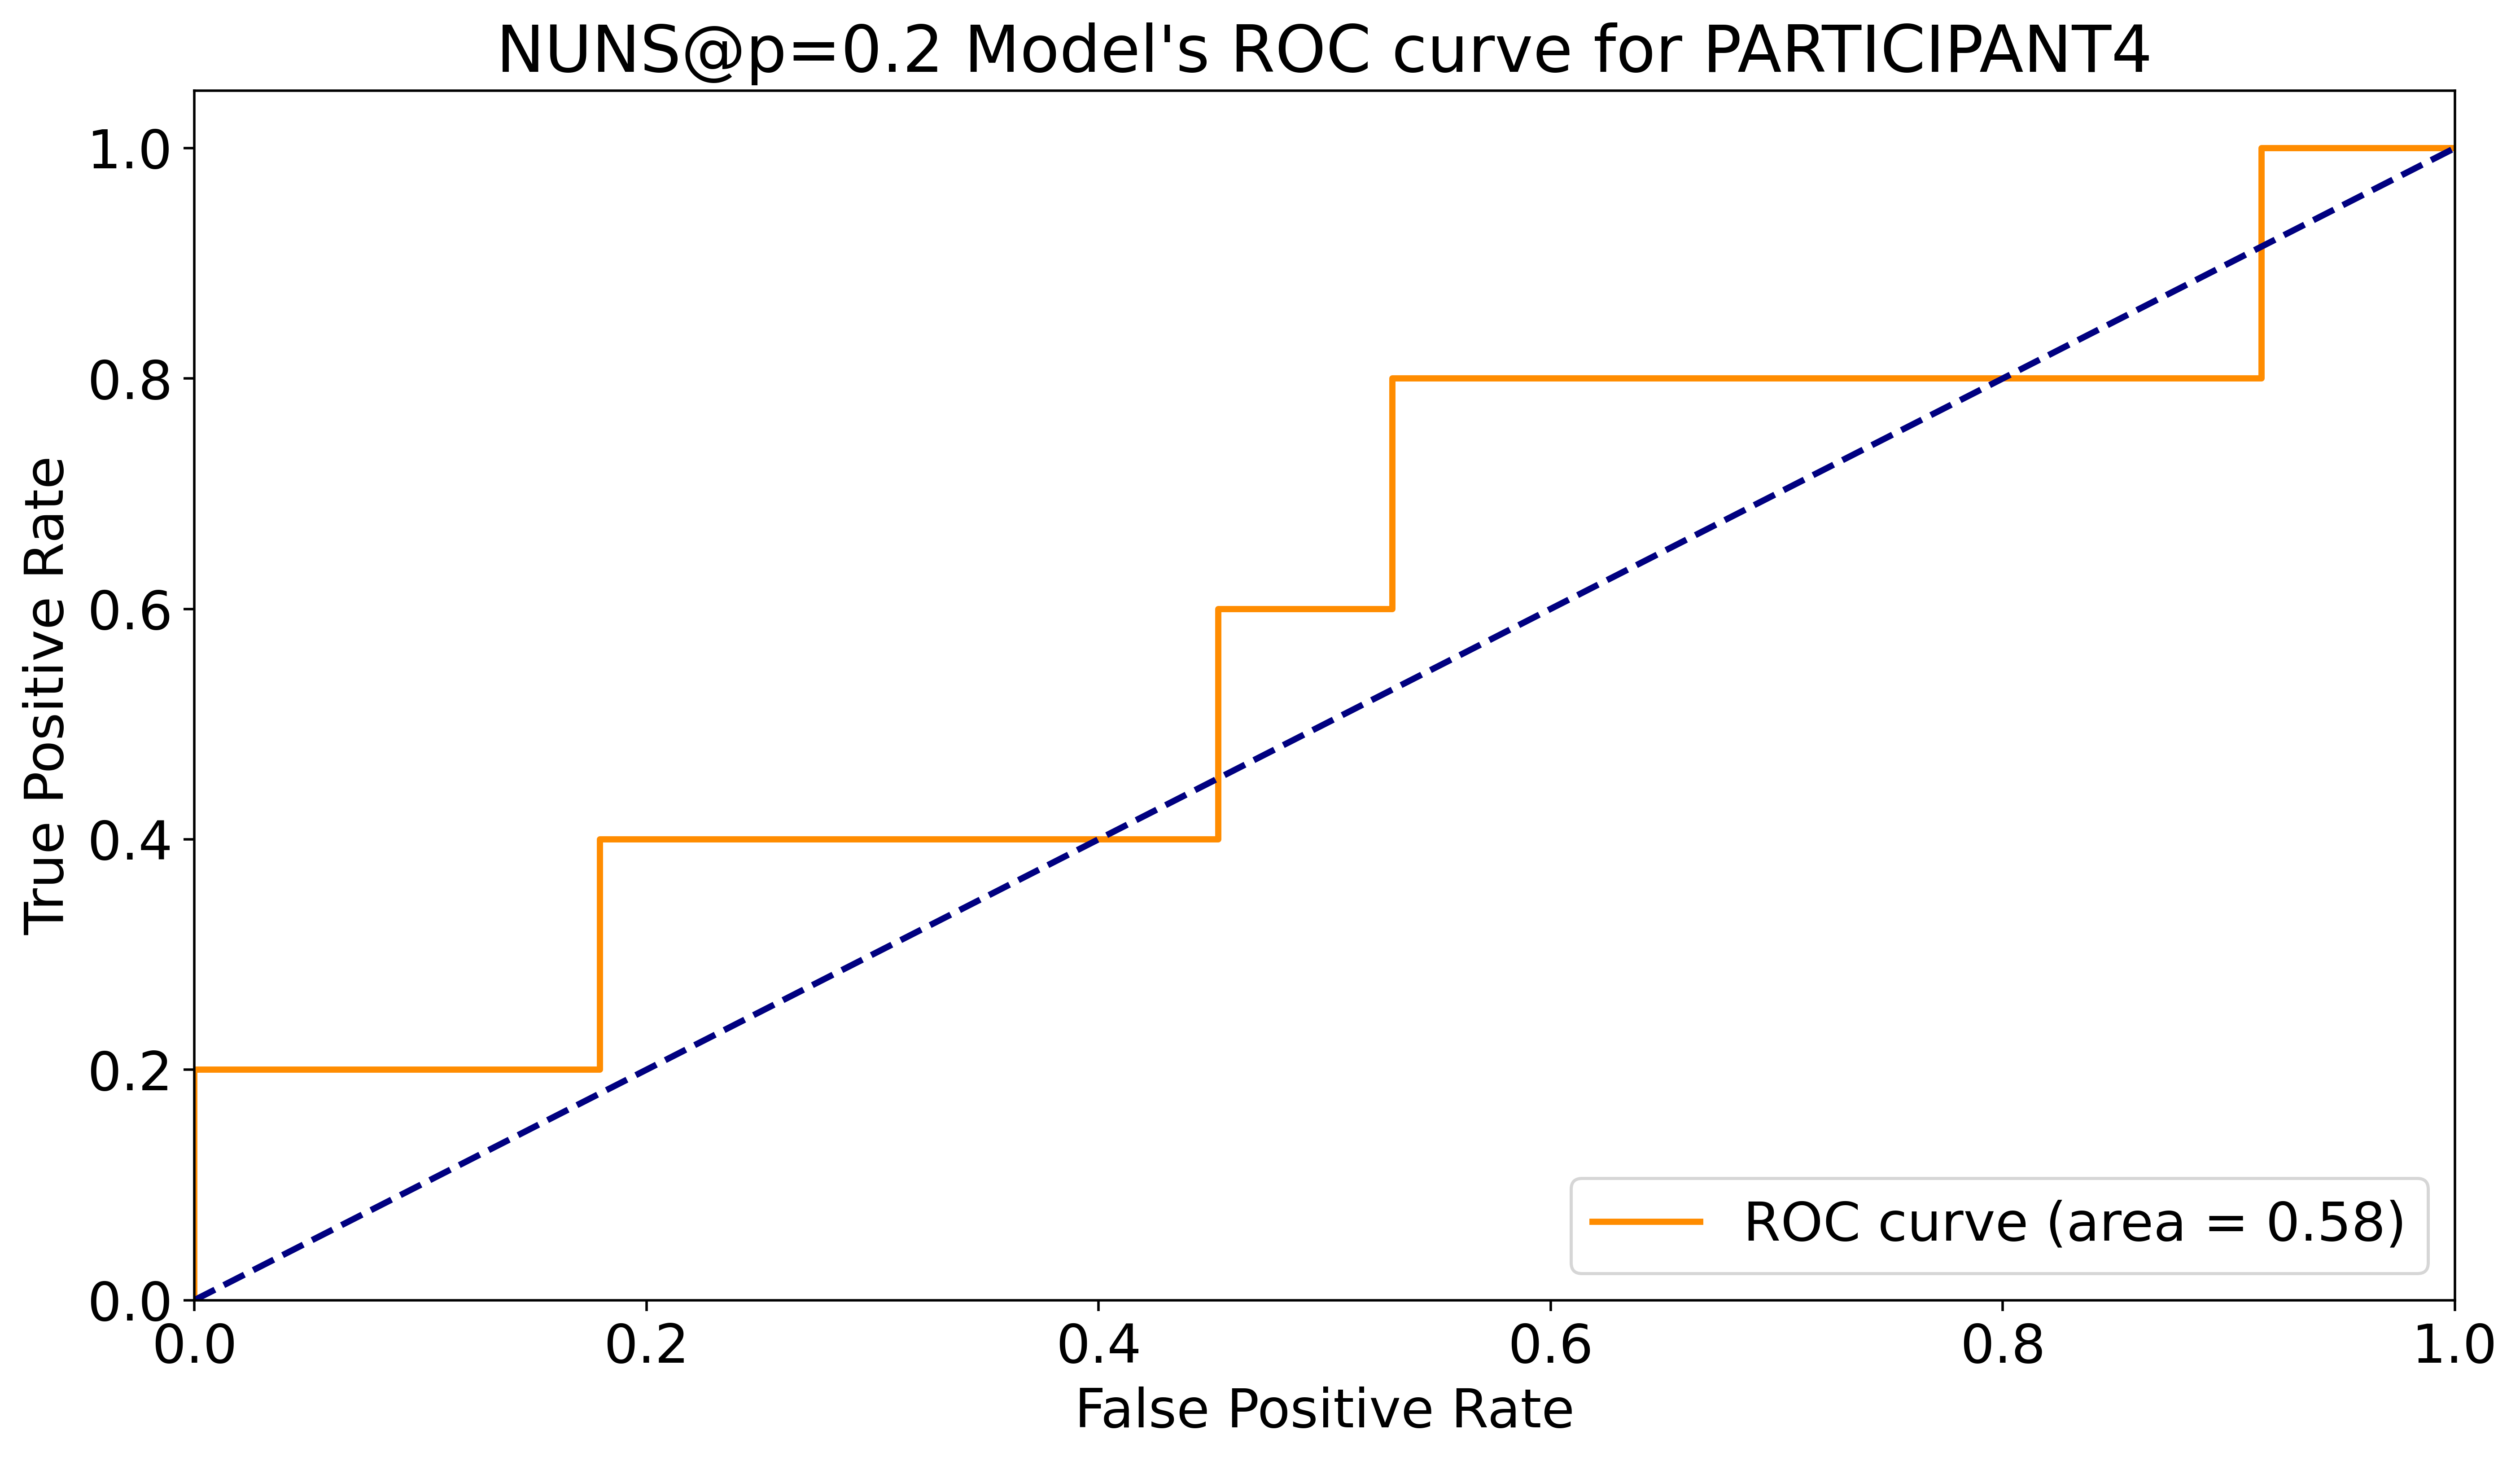 NUNS@p=0.2 Model's ROC curve for PARTICIPANT4
1.0
0.8
0.6
0.4
0.2
0.0
True Positive Rate
0.0 0.2 0.4 0.6 0.8 1.0
False Positive Rate
ROC curve (area = 0.58)